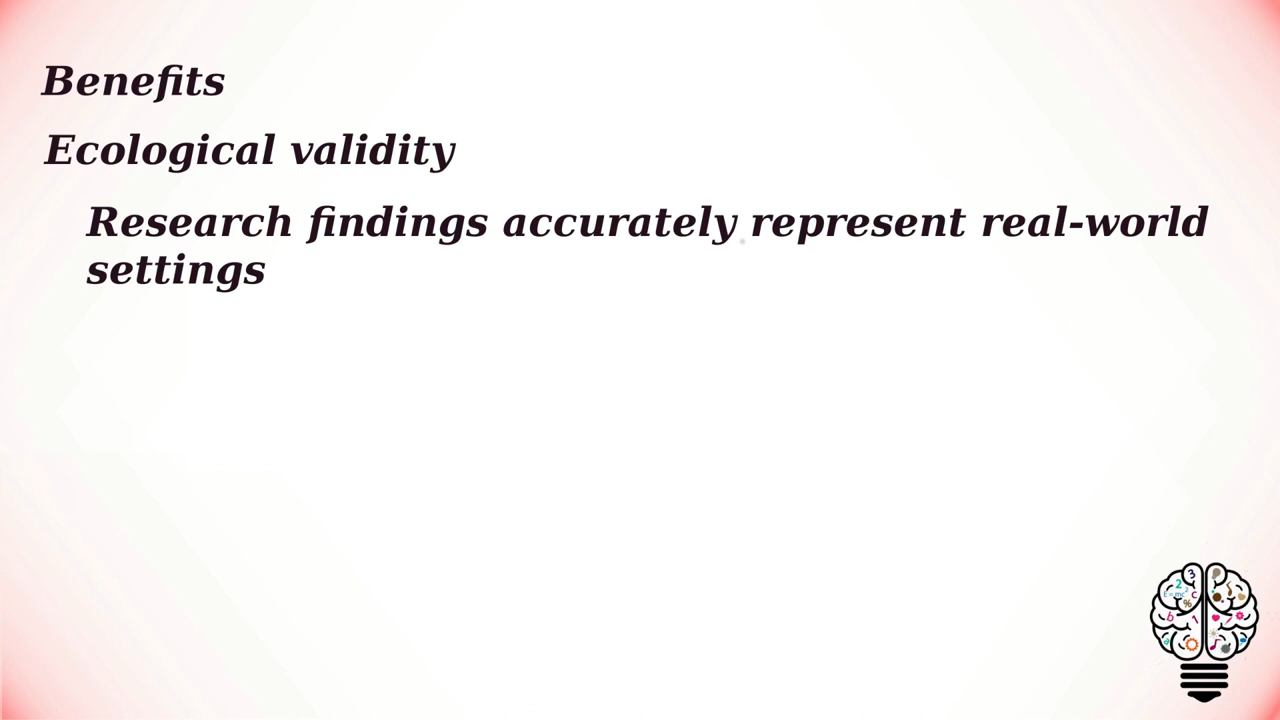 Benefits
Ecological validity
Research findings accurately represent real-world
settings